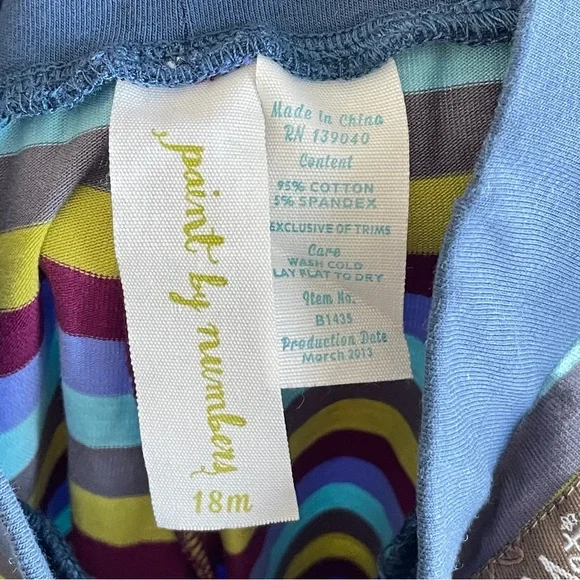 paint by numbers
18m
Made in China
RN 139040
Content
95% COTTON
5% SPANDEX
EXCLUSIVE OF TRIMS
Care
WASH COLD
LAY FLAT TO DRY
Item No.
B1435
Production Date
March 2013